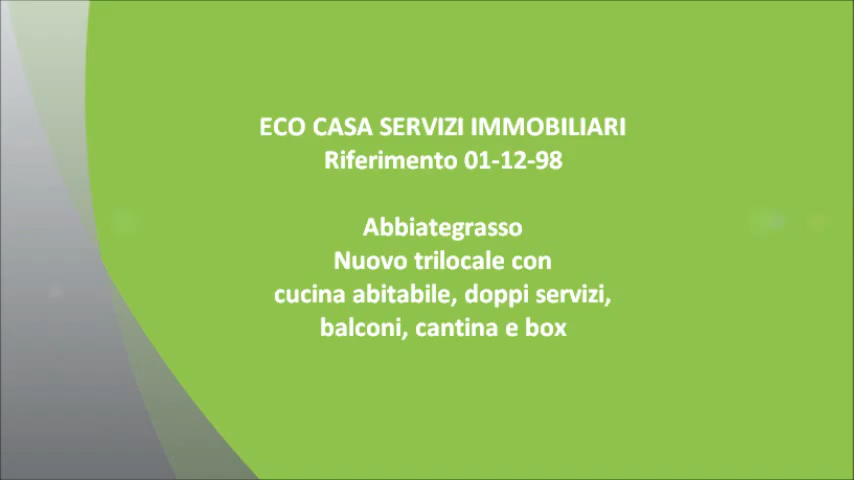 ECO CASA SERVIZI IMMOBILIARI
Riferimento 01-12-98
Abbiategrasso
Nuovo trilocale con
cucina abitabile, doppi servizi,
balconi, cantina e box